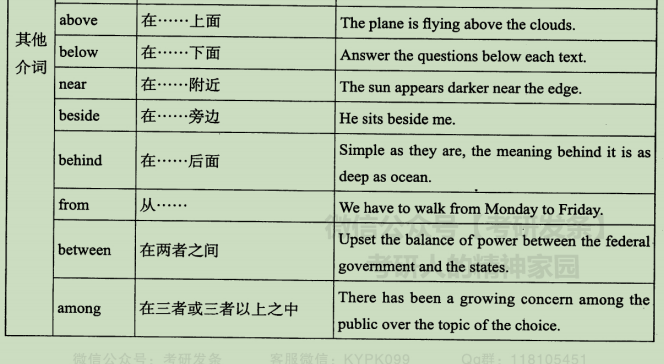 其他
介词
above 在……上面 The plane is flying above the clouds.
below 在……下面 Answer the questions below each text.
near 在……附近 The sun appears darker near the edge.
beside 在……旁边 He sits beside me.
behind 在……后面 Simple as they are, the meaning behind it is as
deep as ocean.
from 从…… We have to walk from Monday to Friday.
微信公众号【考研发条】
between 在两者之间 Upset the balance of power between the federal
government and the states.
考研人的精神家园
among 在三者或三者以上之中 There has been a growing concern among the
public over the topic of the choice.
微信公众号：考研发条 客服微信：KYPK099 Qq群：118105451